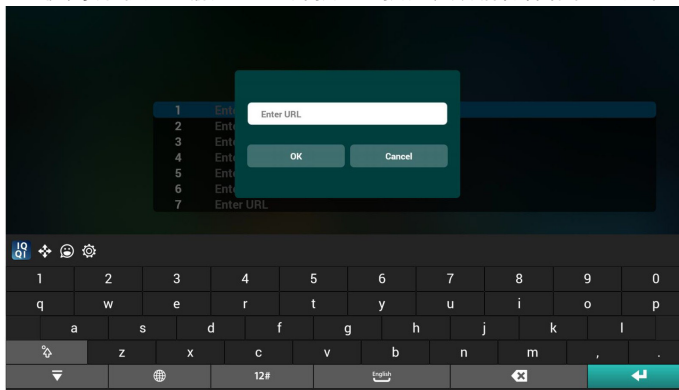 1 Ente
2 Ente
3 Ente
4 Ente
5 Ente
6 Ente
7 Enter URL
Enter URL
OK Cancel
IQQI
1 2 3 4 5 6 7 8 9 0
q w e r t y u i o p
a s d f g h j k l
z x c v b n m , .
12# English